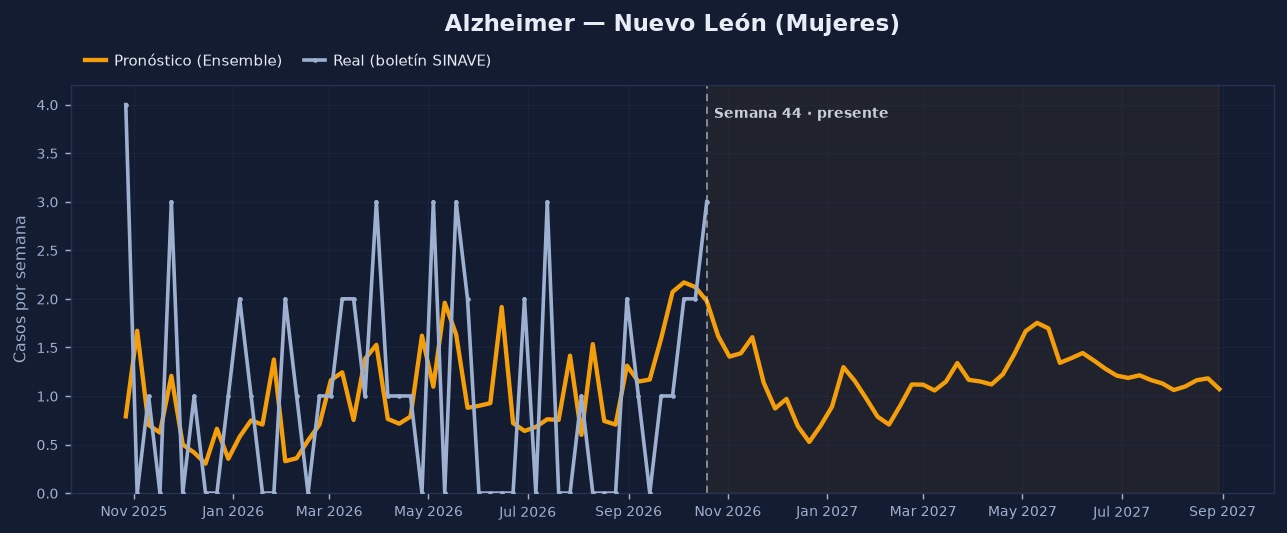 Alzheimer — Nuevo León (Mujeres)
Pronóstico (Ensemble)
Real (boletín SINAVE)
Semana 44 · presente
Casos por semana
4.0
3.5
3.0
2.5
2.0
1.5
1.0
0.5
0.0
Nov 2025
Jan 2026
Mar 2026
May 2026
Jul 2026
Sep 2026
Nov 2026
Jan 2027
Mar 2027
May 2027
Jul 2027
Sep 2027